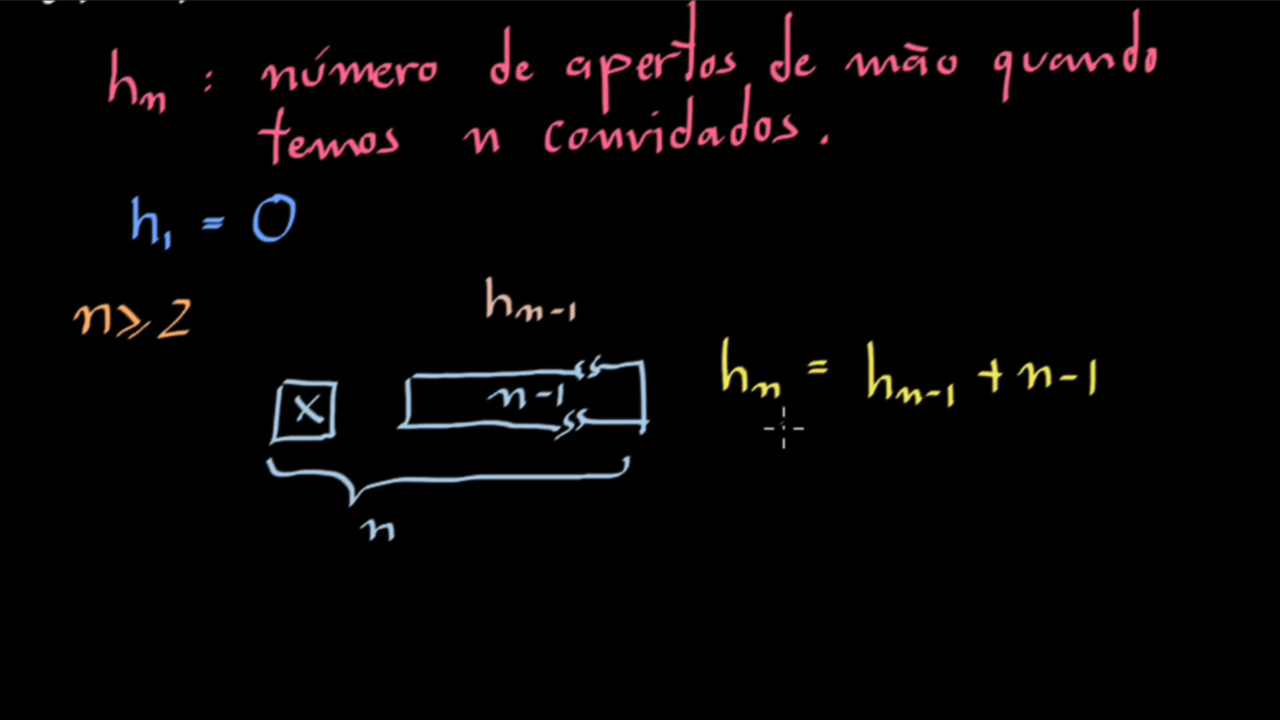 hₙ : número de apertos de mão quando
temos n convidados.
h₁ = 0
n ⩾ 2
hₙ₋₁
x
n-1
hₙ = hₙ₋₁ + n-1
n